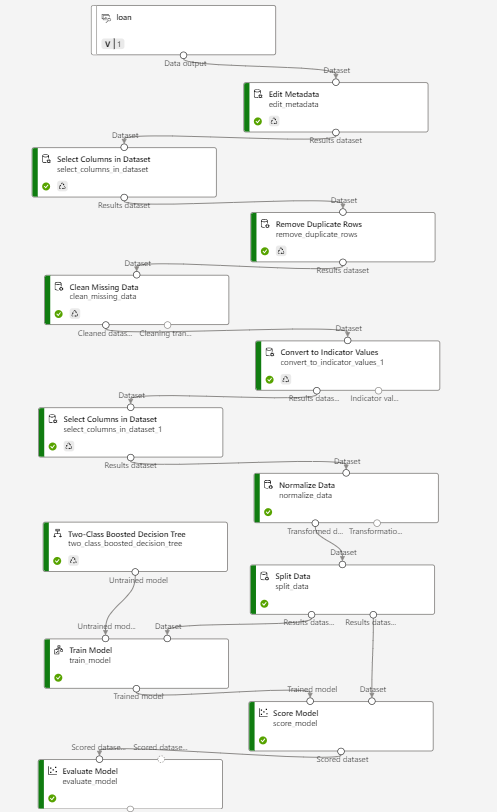 loan
v | 1
Data output
Dataset
Edit Metadata
edit_metadata
Results dataset
Dataset
Select Columns in Dataset
select_columns_in_dataset
Results dataset
Dataset
Remove Duplicate Rows
remove_duplicate_rows
Results dataset
Dataset
Clean Missing Data
clean_missing_data
Cleaned datas... Cleaning tran...
Dataset
Convert to Indicator Values
convert_to_indicator_values_1
Results datas... Indicator val...
Dataset
Select Columns in Dataset
select_columns_in_dataset_1
Results dataset
Dataset
Normalize Data
normalize_data
Transformed d... Transformatio...
Two-Class Boosted Decision Tree
two_class_boosted_decision_tree
Untrained model
Dataset
Split Data
split_data
Results datas... Results datas...
Untrained mod... Dataset
Train Model
train_model
Trained model
Trained model Dataset
Score Model
score_model
Scored dataset
Scored datase... Scored datase...
Evaluate Model
evaluate_model